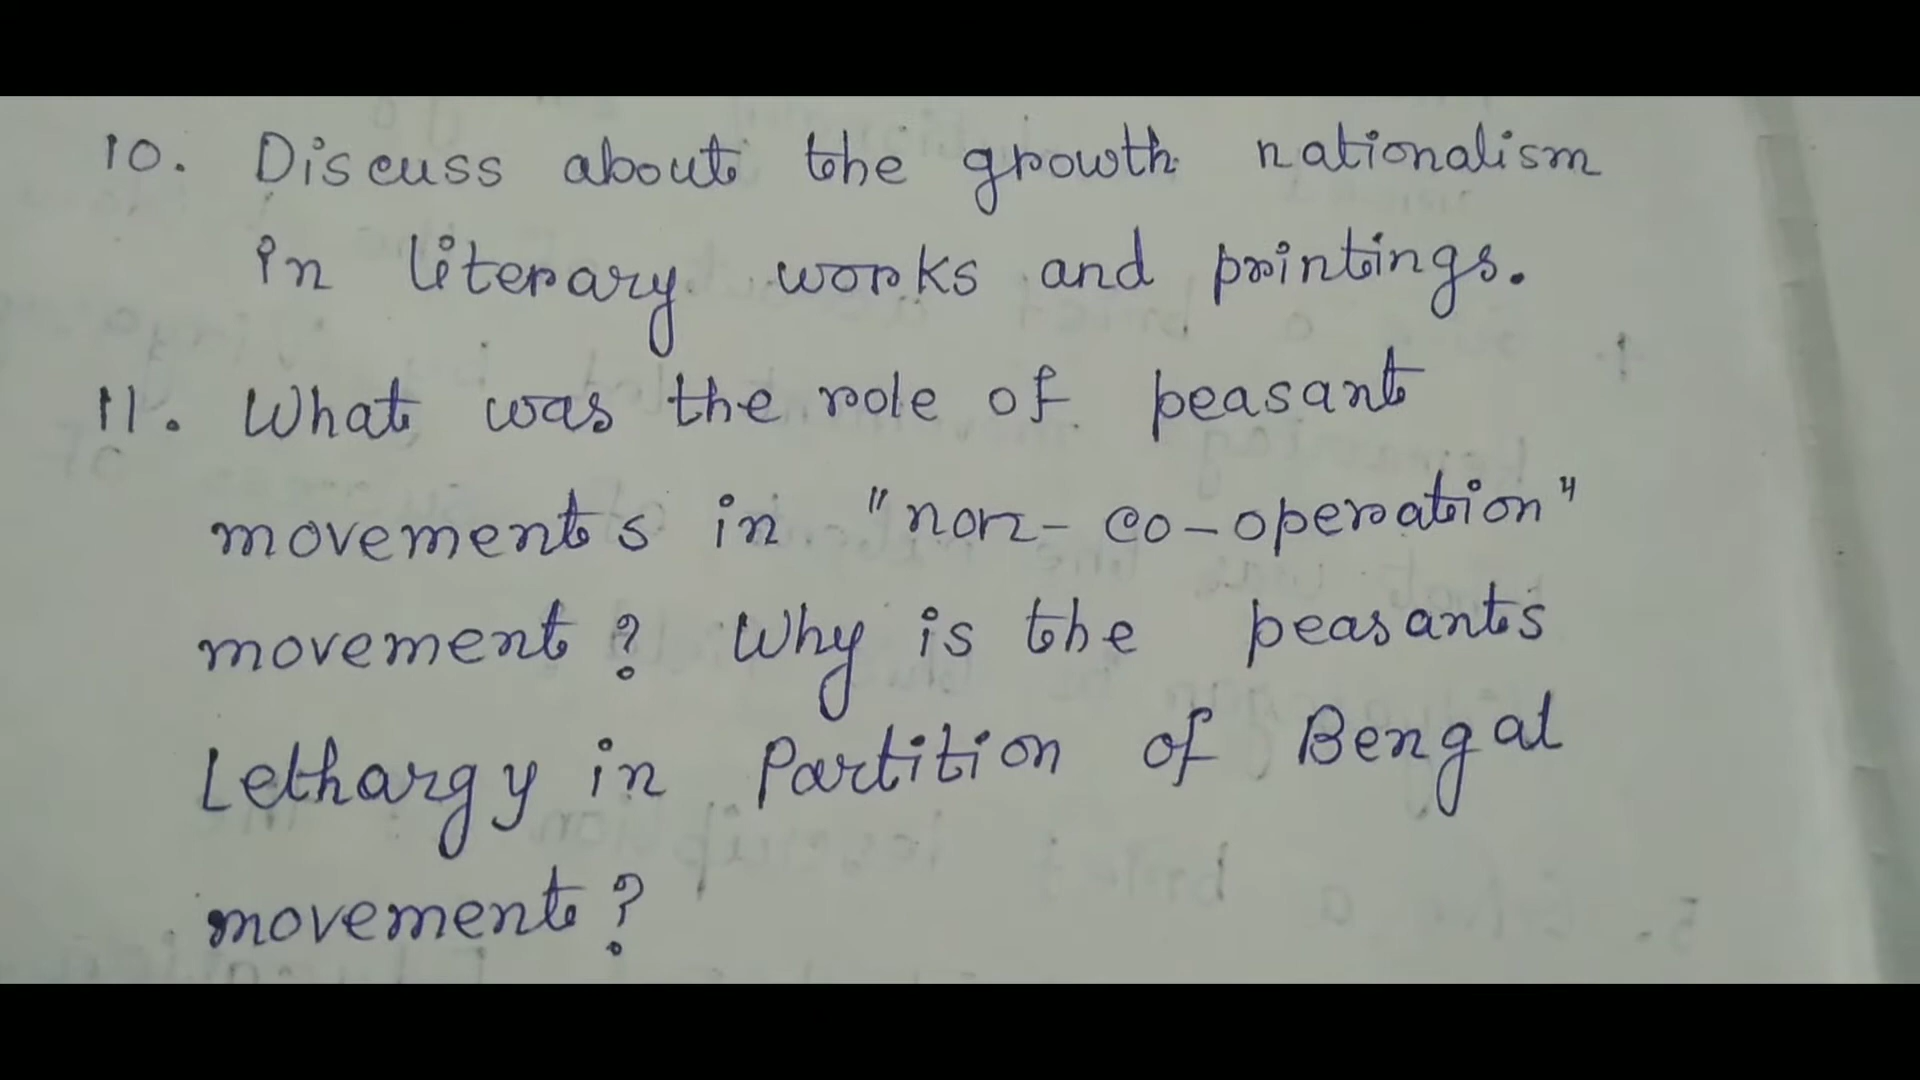 10. Discuss about the growth nationalism
in literary works and printings.
11. What was the role of peasant
movements in "non-co-operation"
movement? Why is the peasants
Lethargy in Partition of Bengal
movement?